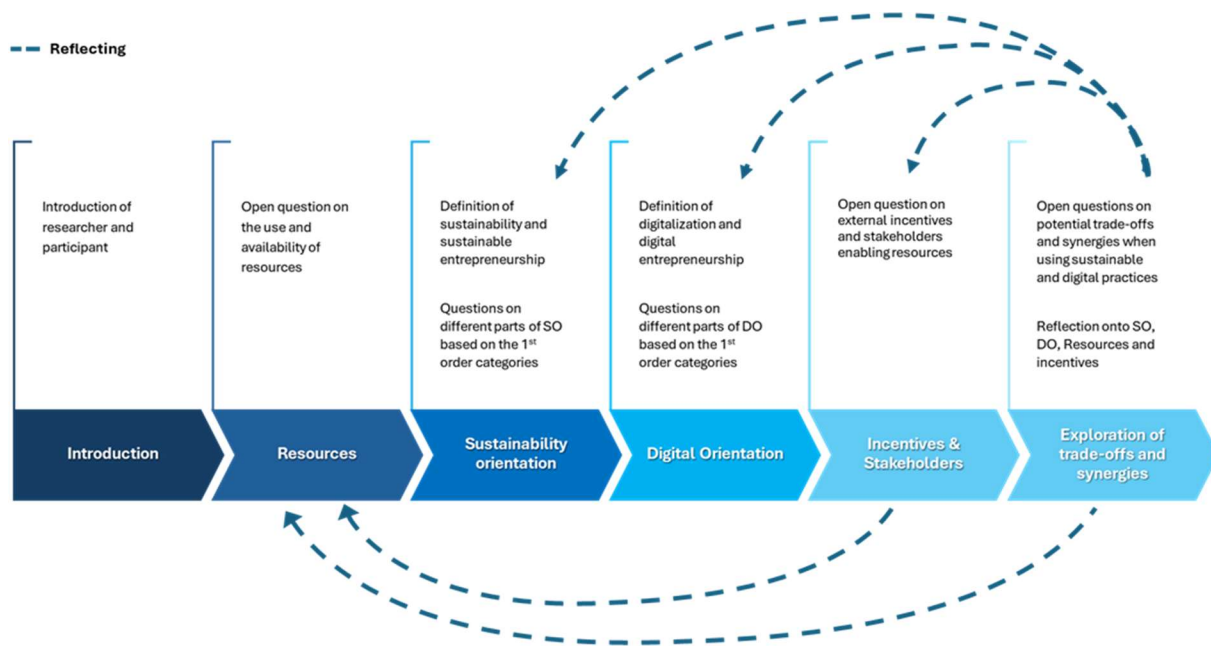 Reflecting
Introduction of
researcher and
participant
Open question on
the use and
availability of
resources
Definition of
sustainability and
sustainable
entrepreneurship
Questions on
different parts of SO
based on the 1st
order categories
Definition of
digitalization and
digital
entrepreneurship
Questions on
different parts of DO
based on the 1st
order categories
Open question on
external incentives
and stakeholders
enabling resources
Open questions on
potential trade-offs
and synergies when
using sustainable
and digital practices
Reflection onto SO,
DO, Resources and
incentives
Introduction
Resources
Sustainability
orientation
Digital Orientation
Incentives &
Stakeholders
Exploration of
trade-offs and
synergies